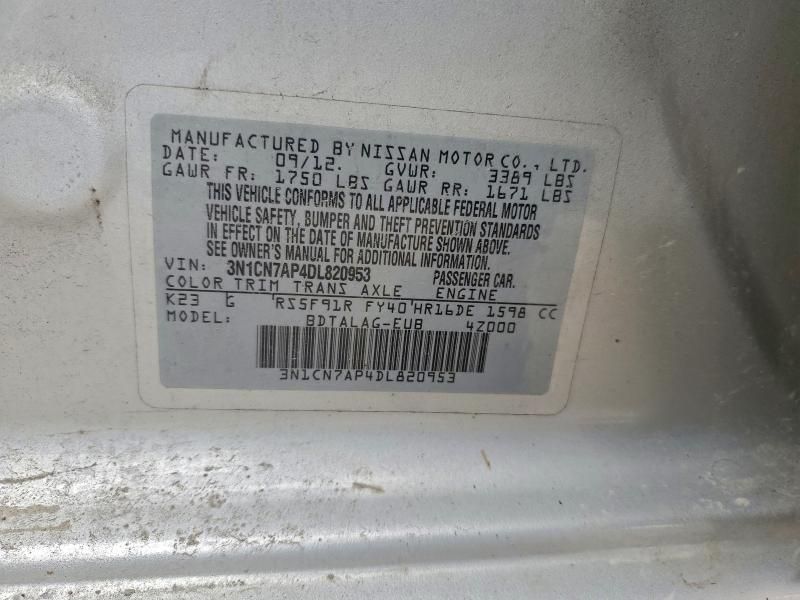 MANUFACTURED BY NISSAN MOTOR CO., LTD.
DATE: 09/12. GVWR: 3389 LBS
GAWR FR: 1750 LBS GAWR RR: 1671 LBS
THIS VEHICLE CONFORMS TO ALL APPLICABLE FEDERAL MOTOR
VEHICLE SAFETY, BUMPER AND THEFT PREVENTION STANDARDS
IN EFFECT ON THE DATE OF MANUFACTURE SHOWN ABOVE.
SEE OWNER'S MANUAL FOR ADDITIONAL INFORMATION.
VIN: 3N1CN7AP4DL820953 PASSENGER CAR.
COLOR TRIM TRANS AXLE ENGINE
K23 G RS5F91R FY40 HR16DE 1598 CC
MODEL: BDTALAG-EUB 4Z000
3N1CN7AP4DL820953